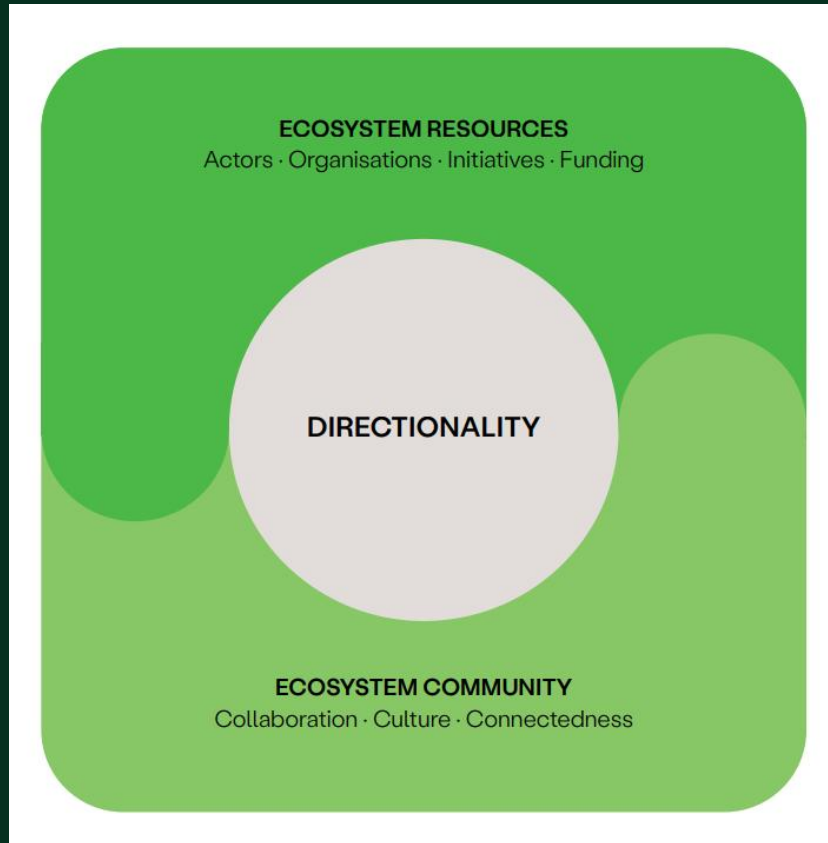 ECOSYSTEM RESOURCES
Actors · Organisations · Initiatives · Funding
DIRECTIONALITY
ECOSYSTEM COMMUNITY
Collaboration · Culture · Connectedness